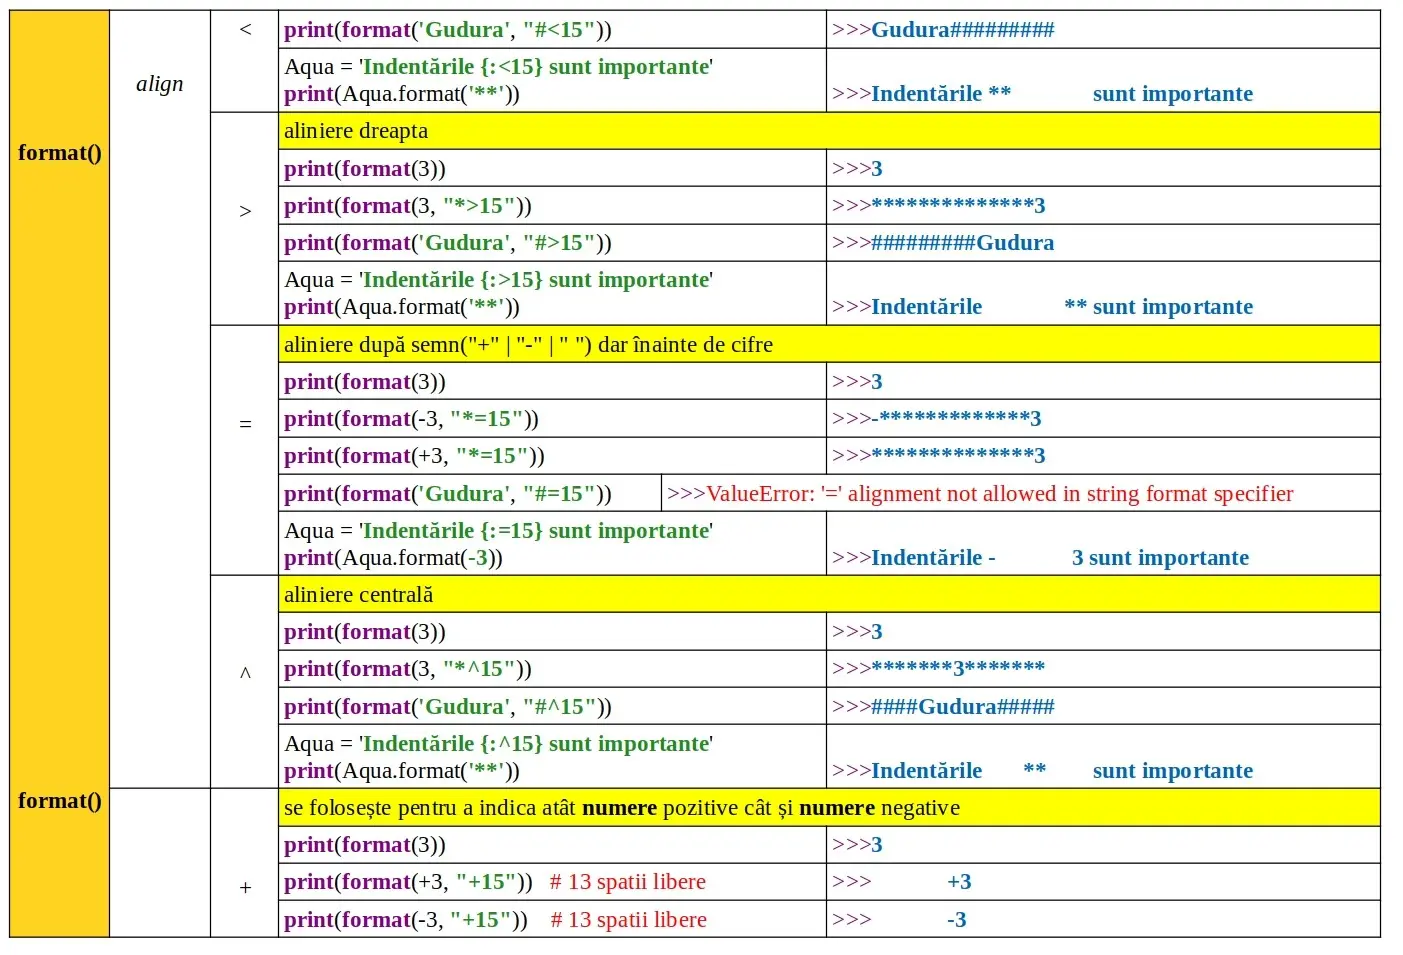 < print(format('Gudura', "#<15")) >>>Gudura#########
align
Aqua = 'Indentările {:<15} sunt importante'
print(Aqua.format('**')) >>>Indentările **              sunt importante
format()
aliniere dreapta
print(format(3)) >>>3
> print(format(3, "*>15")) >>>**************3
print(format('Gudura', "#>15")) >>>#########Gudura
Aqua = 'Indentările {:>15} sunt importante'
print(Aqua.format('**')) >>>Indentările              ** sunt importante
aliniere după semn("+" | "-" | " ") dar înainte de cifre
print(format(3)) >>>3
= print(format(-3, "*=15")) >>>-*************3
print(format(+3, "*=15")) >>>**************3
print(format('Gudura', "#=15")) >>>ValueError: '=' alignment not allowed in string format specifier
Aqua = 'Indentările {:=15} sunt importante'
print(Aqua.format(-3)) >>>Indentările -             3 sunt importante
aliniere centrală
print(format(3)) >>>3
^ print(format(3, "*^15")) >>>*******3*******
print(format('Gudura', "#^15")) >>>####Gudura#####
Aqua = 'Indentările {:^15} sunt importante'
print(Aqua.format('**')) >>>Indentările       **        sunt importante
format()
se folosește pentru a indica atât numere pozitive cât și numere negative
print(format(3)) >>>3
+ print(format(+3, "+15")) # 13 spatii libere >>>             +3
print(format(-3, "+15")) # 13 spatii libere >>>             -3